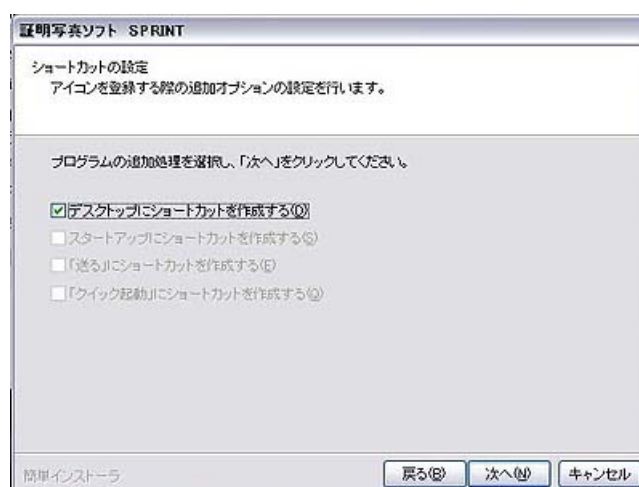 証明写真ソフト SPRINT
ショートカットの設定
アイコンを登録する際の追加オプションの設定を行います。
プログラムの追加処理を選択し、「次へ」をクリックしてください。
デスクトップにショートカットを作成する(D)
スタートアップにショートカットを作成する(S)
「送る」にショートカットを作成する(E)
「クイック起動」にショートカットを作成する(Q)
簡単インストーラ
戻る(B) 次へ(N) キャンセル